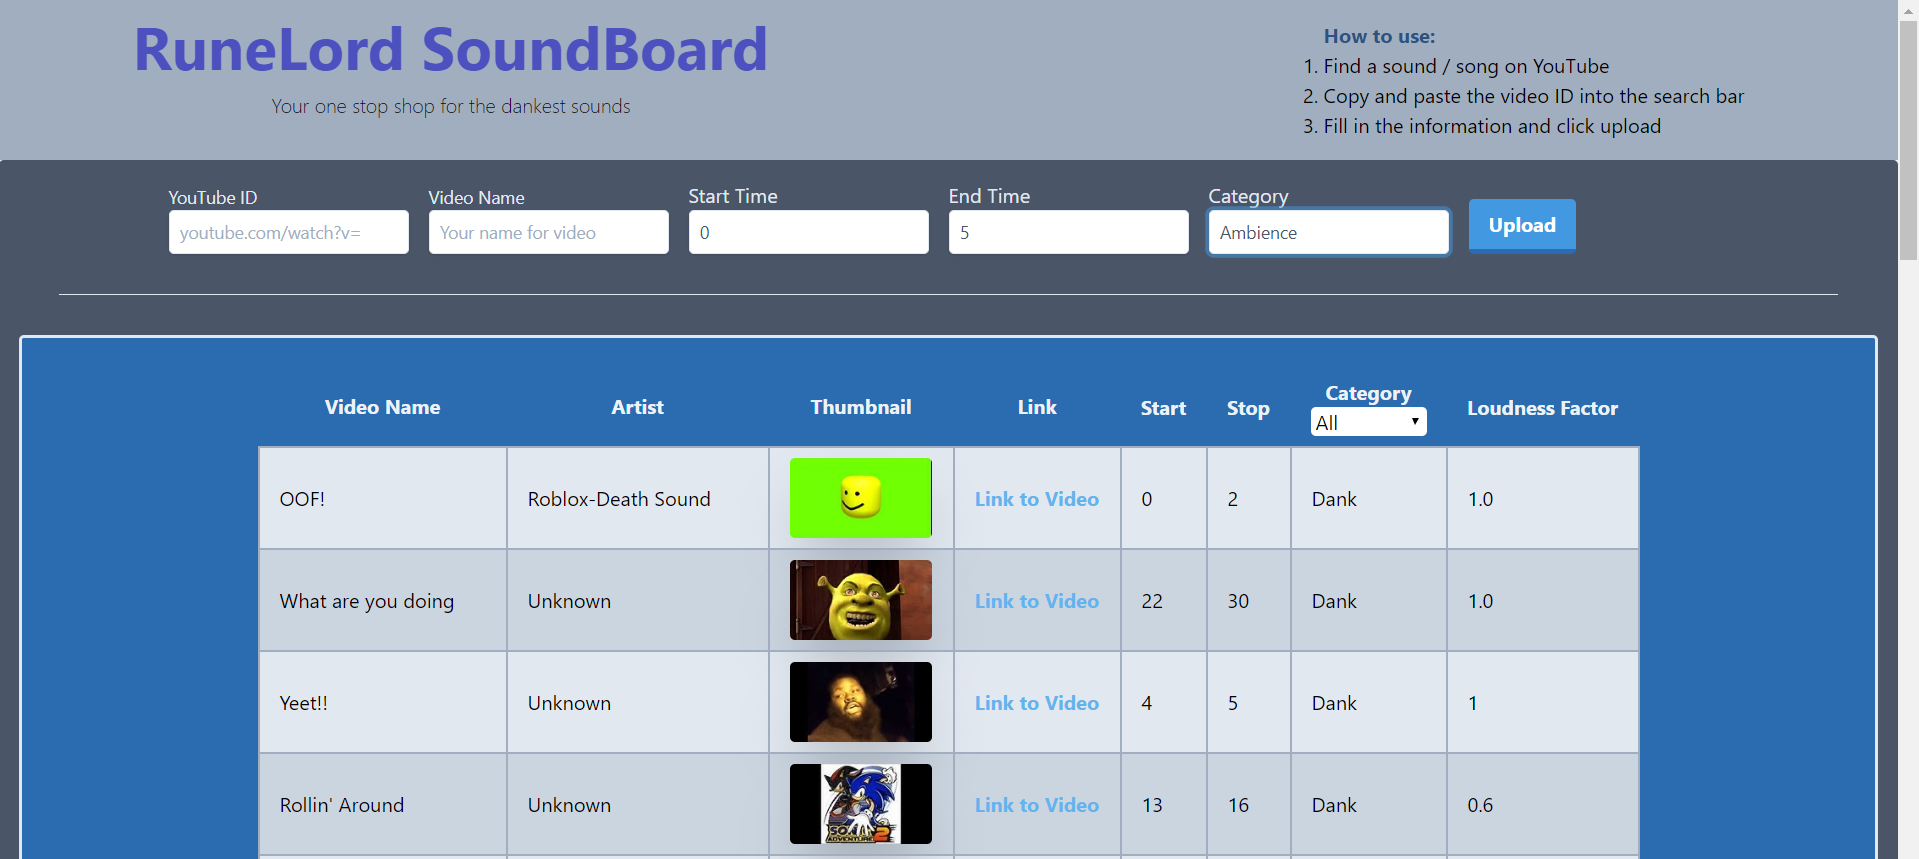 RuneLord SoundBoard
Your one stop shop for the dankest sounds
How to use:
1. Find a sound / song on YouTube
2. Copy and paste the video ID into the search bar
3. Fill in the information and click upload
YouTube ID Video Name Start Time End Time Category
youtube.com/watch?v= Your name for video 0 5 Ambience Upload
Video Name Artist Thumbnail Link Start Stop Category Loudness Factor
All
OOF! Roblox-Death Sound Link to Video 0 2 Dank 1.0
What are you doing Unknown Link to Video 22 30 Dank 1.0
Yeet!! Unknown Link to Video 4 5 Dank 1
Rollin' Around Unknown Link to Video 13 16 Dank 0.6
SONIC
ADVENTURE 2